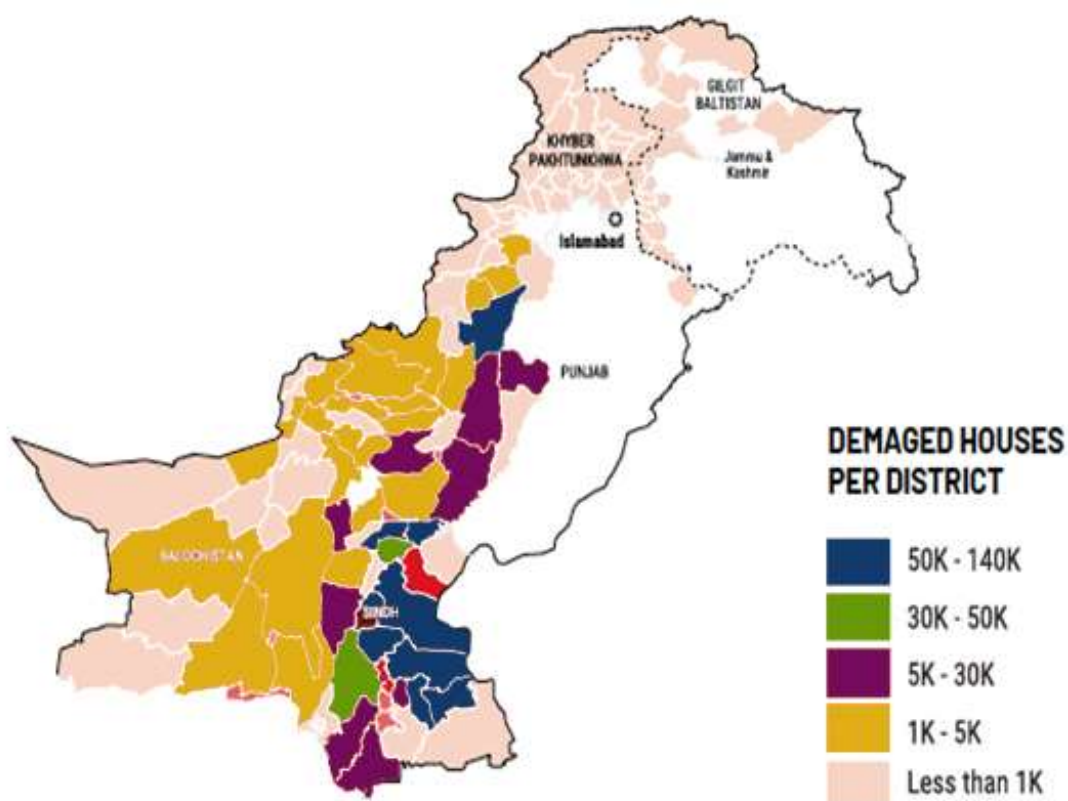 GILGIT
BALTISTAN
KHYBER
PAKHTUNKHWA
Jammu &
Kashmir
Islamabad
PUNJAB
DEMAGED HOUSES
PER DISTRICT
50K - 140K
BALOCHISTAN
30K - 50K
SINDH
5K - 30K
1K - 5K
Less than 1K